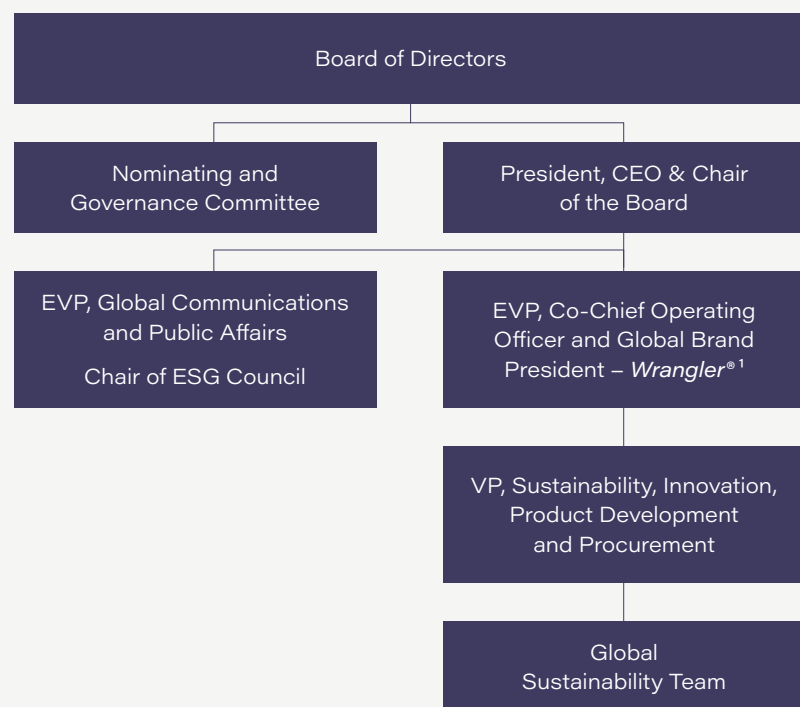 Board of Directors
Nominating and
Governance Committee
President, CEO & Chair
of the Board
EVP, Global Communications
and Public Affairs
Chair of ESG Council
EVP, Co-Chief Operating
Officer and Global Brand
President – Wrangler® ¹
VP, Sustainability, Innovation,
Product Development
and Procurement
Global
Sustainability Team